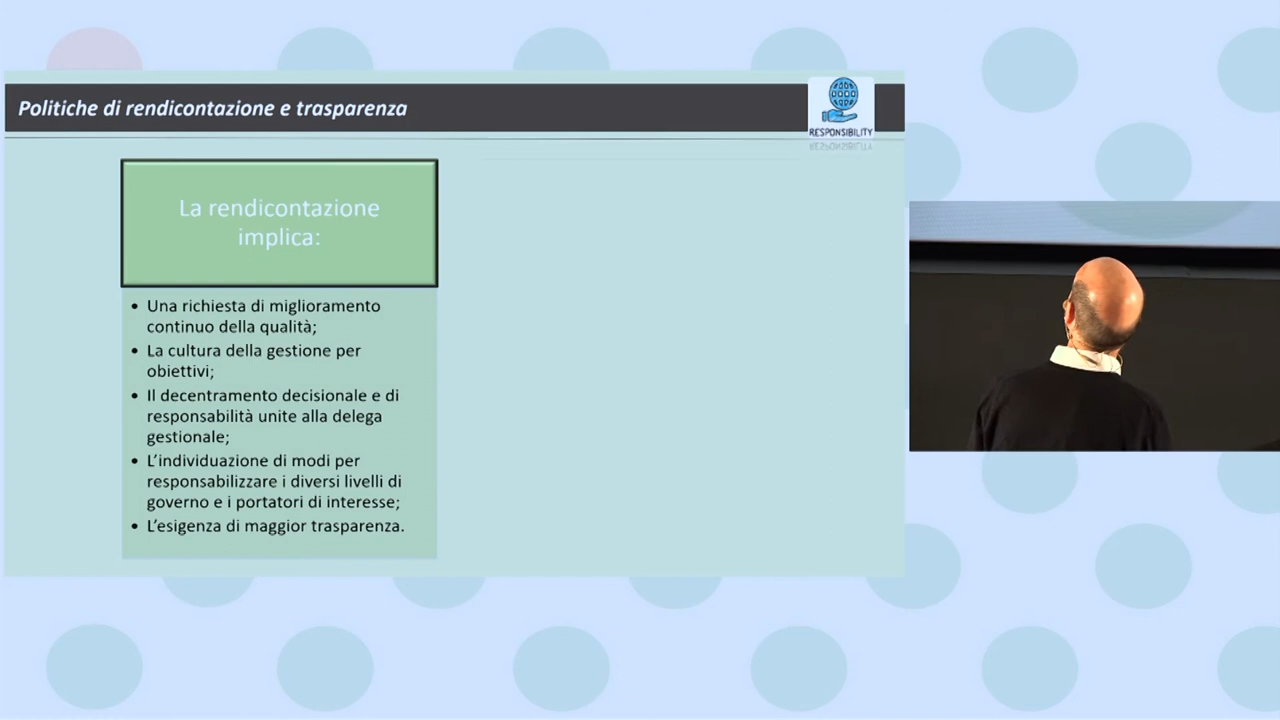 Politiche di rendicontazione e trasparenza
RESPONSIBILITY
La rendicontazione
implica:
• Una richiesta di miglioramento
continuo della qualità;
• La cultura della gestione per
obiettivi;
• Il decentramento decisionale e di
responsabilità unite alla delega
gestionale;
• L'individuazione di modi per
responsabilizzare i diversi livelli di
governo e i portatori di interesse;
• L'esigenza di maggior trasparenza.